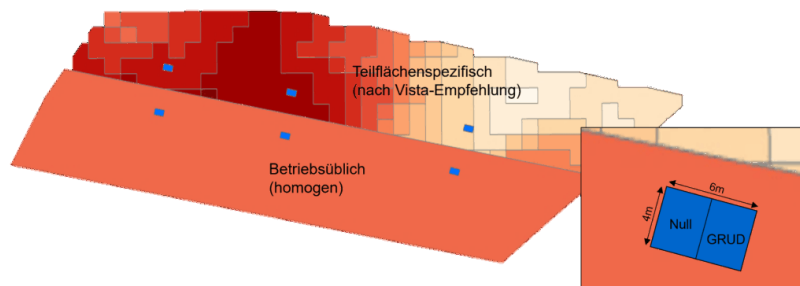 Teilflächenspezifisch
(nach Vista-Empfehlung)
Betriebsüblich
(homogen)
6m
4m
Null
GRUD